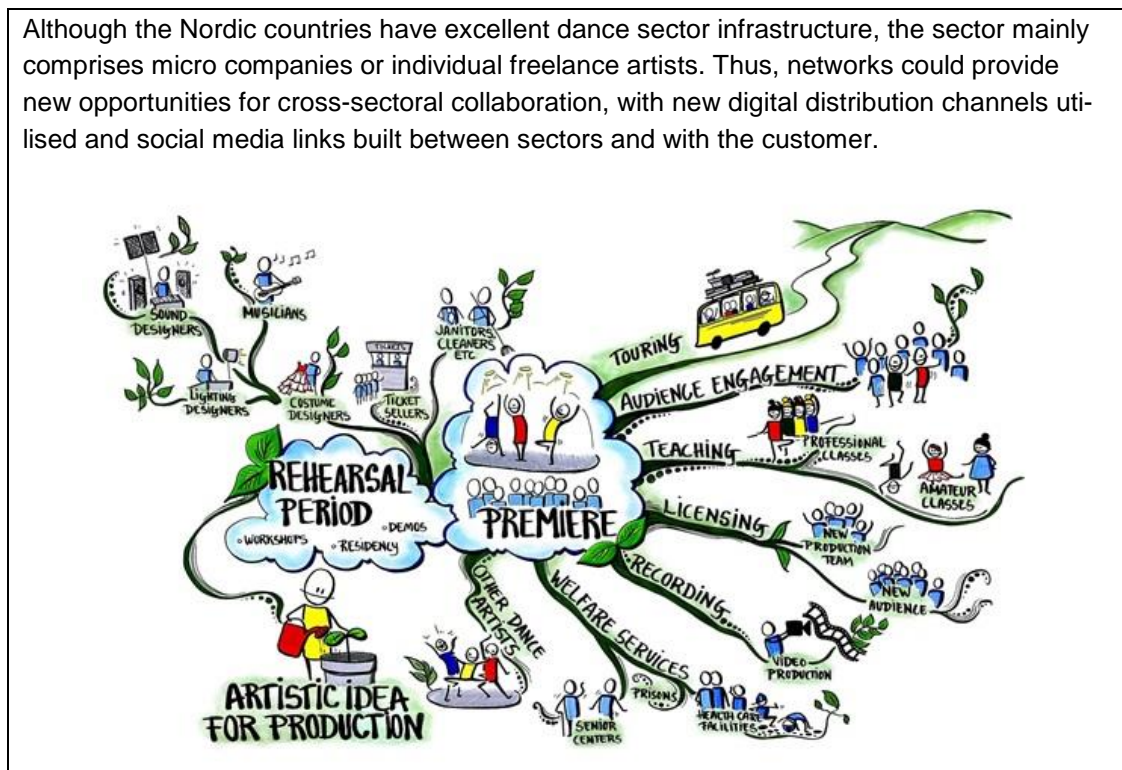 Although the Nordic countries have excellent dance sector infrastructure, the sector mainly
comprises micro companies or individual freelance artists. Thus, networks could provide
new opportunities for cross-sectoral collaboration, with new digital distribution channels uti-
lised and social media links built between sectors and with the customer.
SOUND
DESIGNERS
MUSICIANS
LIGHTING
DESIGNERS
COSTUME
DESIGNERS
TICKETS
TICKET
SELLERS
JANITORS
CLEANERS
ETC
REHEARSAL
PERIOD
◦WORKSHOPS
◦RESIDENCY
◦DEMOS
ARTISTIC IDEA
FOR PRODUCTION
PREMIERE
TOURING
AUDIENCE ENGAGEMENT
TEACHING
PROFESSIONAL
CLASSES
AMATEUR
CLASSES
LICENSING
NEW
PRODUCTION
TEAM
NEW
AUDIENCE
RECORDING
VIDEO
PRODUCTION
WELFARE SERVICES
PRISONS
HEALTH CARE
FACILITIES
SENIOR
CENTERS
OTHER DANCE
ARTISTS